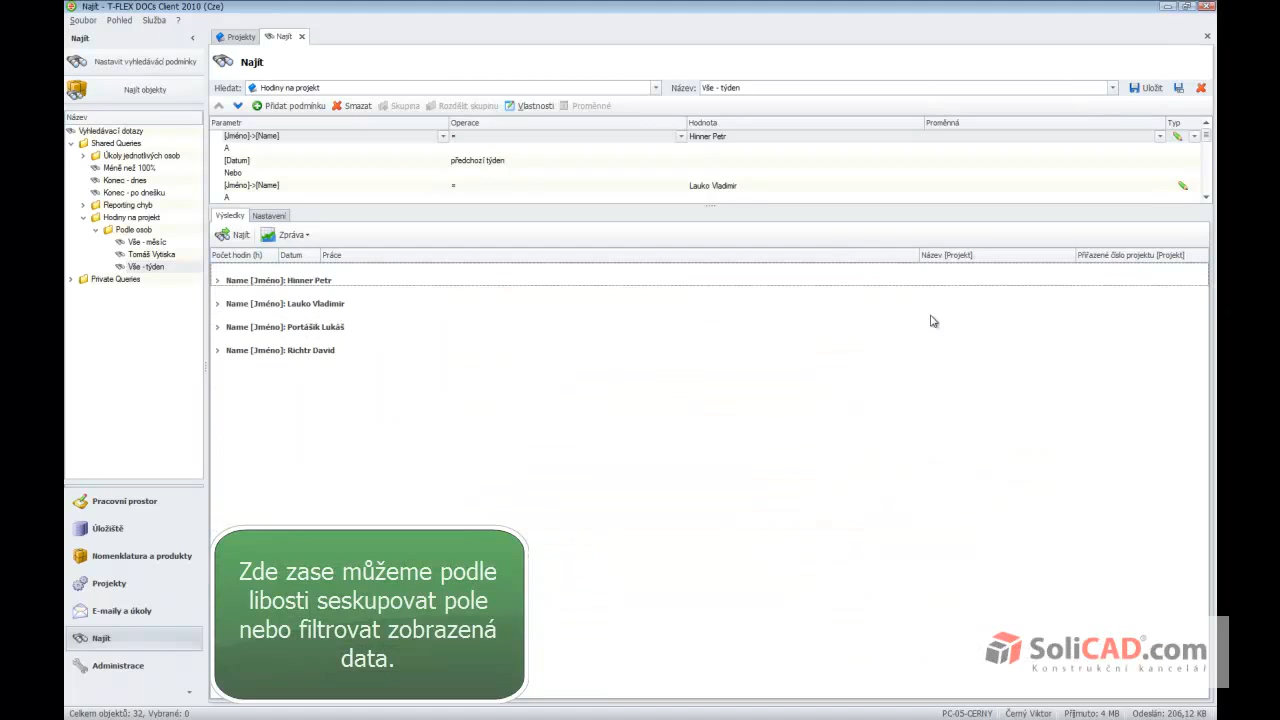 Najít - T-FLEX DOCs Client 2010 (Cze)
Soubor Pohled Služba ?
Najít
Projekty Najít
Nastavit vyhledávací podmínky
Najít
Najít objekty
Hledat: Hodiny na projekt Název: Vše - týden Uložit
Přidat podmínku Smazat Skupina Rozdělit skupinu Vlastnosti Proměnné
Název
Parametr Operace Hodnota Proměnná Typ
Vyhledávací dotazy
Shared Queries
Úkoly jednotlivých osob
Méně než 100%
Konec - dnes
Konec - po dnešku
Reporting chyb
Hodiny na projekt
Podle osob
Vše - měsíc
Tomáš Vytiska
Vše - týden
Private Queries
[Jméno]->[Name] = Hinner Petr
A
[Datum] předchozí týden
Nebo
[Jméno]->[Name] = Lauko Vladimir
A
Výsledky Nastavení
Najít Zpráva
Počet hodin (h) Datum Práce Název [Projekt] Přiřazené číslo projektu [Projekt]
Name [Jméno]: Hinner Petr
Name [Jméno]: Lauko Vladimir
Name [Jméno]: Portášik Lukáš
Name [Jméno]: Richtr David
Pracovní prostor
Úložiště
Nomenklatura a produkty
Projekty
E-maily a úkoly
Najít
Administrace
Zde zase můžeme podle
libosti seskupovat pole
nebo filtrovat zobrazená
data.
SoliCAD.com
Konstrukční kancelář
Celkem objektů: 32, Vybrané: 0 PC-05-CERNY Černý Viktor Přijmuto: 4 MB Odeslán: 206,12 KB